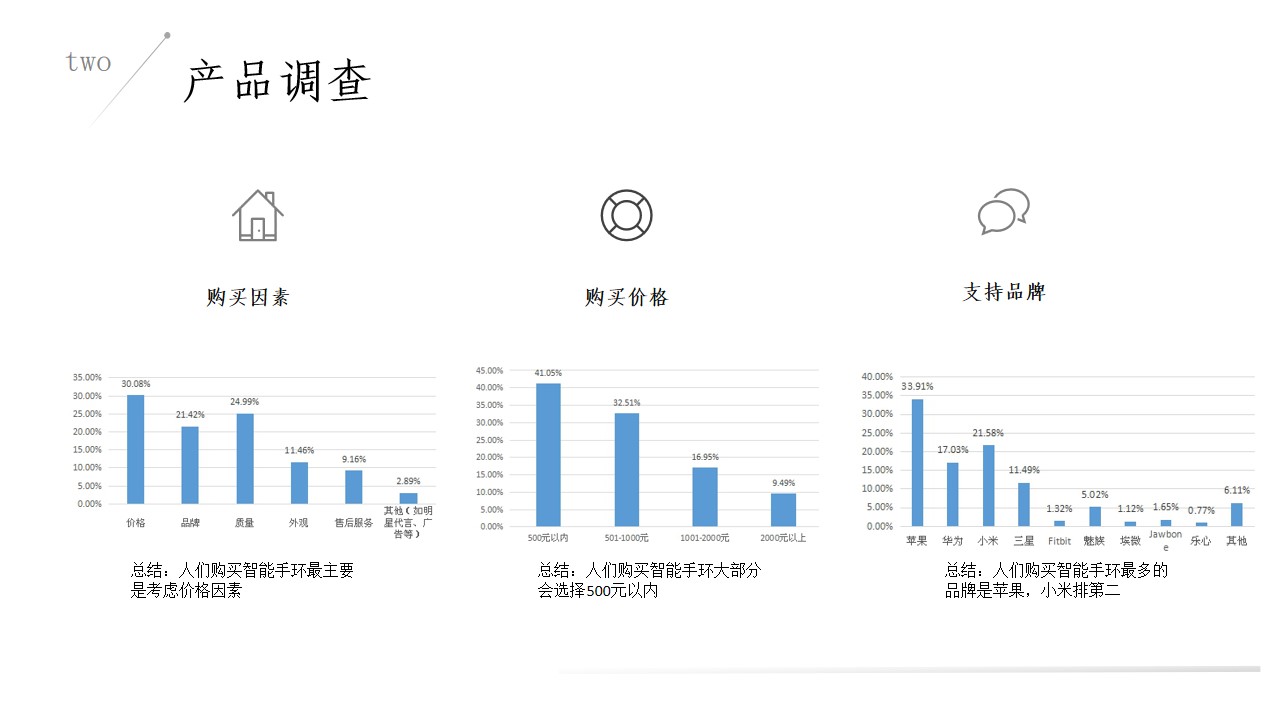 two
产品调查
购买因素
购买价格
支持品牌
35.00%
30.00%
25.00%
20.00%
15.00%
10.00%
5.00%
0.00%
30.08%
21.42%
24.99%
11.46%
9.16%
2.89%
价格
品牌
质量
外观
售后服务
其他（如明
星代言、广
告等）
总结：人们购买智能手环最主要
是考虑价格因素
45.00%
40.00%
35.00%
30.00%
25.00%
20.00%
15.00%
10.00%
5.00%
0.00%
41.05%
32.51%
16.95%
9.49%
500元以内
501-1000元
1001-2000元
2000元以上
总结：人们购买智能手环大部分
会选择500元以内
40.00%
35.00%
30.00%
25.00%
20.00%
15.00%
10.00%
5.00%
0.00%
33.91%
17.03%
21.58%
11.49%
1.32%
5.02%
1.12%
1.65%
0.77%
6.11%
苹果
华为
小米
三星
Fitbit
魅族
埃微
Jawbon
e
乐心
其他
总结：人们购买智能手环最多的
品牌是苹果，小米排第二